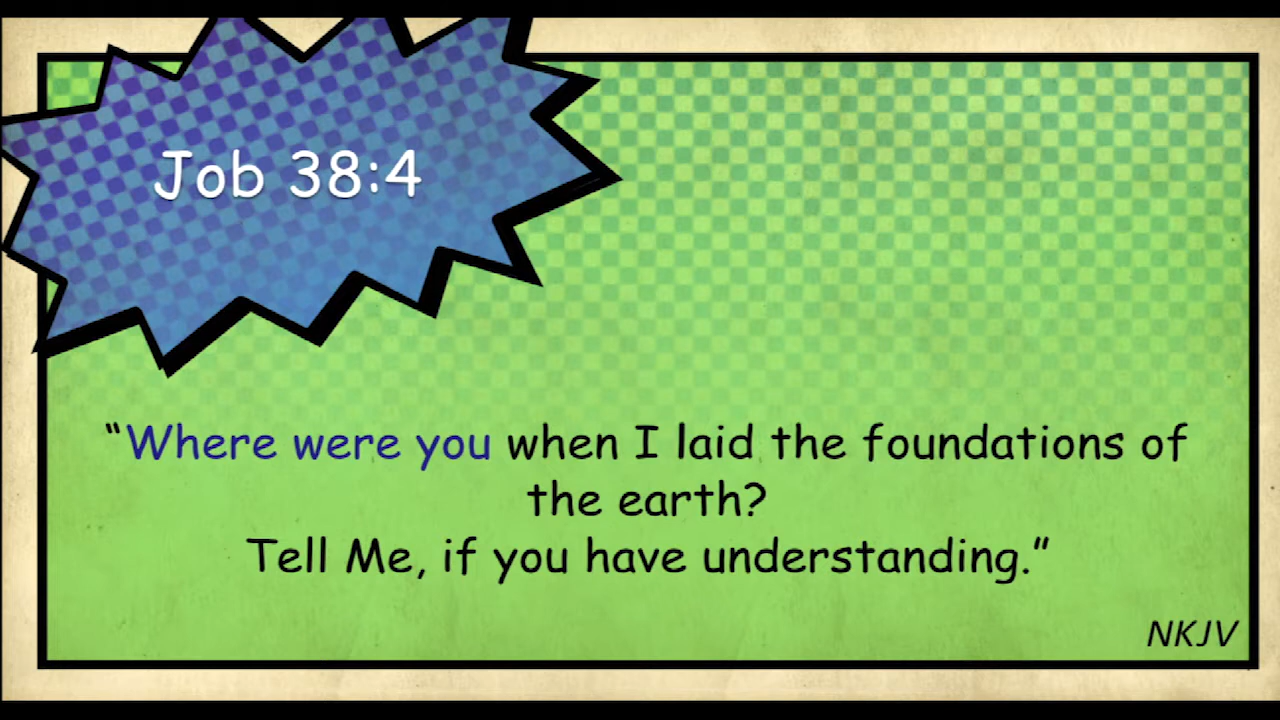 Job 38:4
“Where were you when I laid the foundations of
the earth?
Tell Me, if you have understanding.”
NKJV